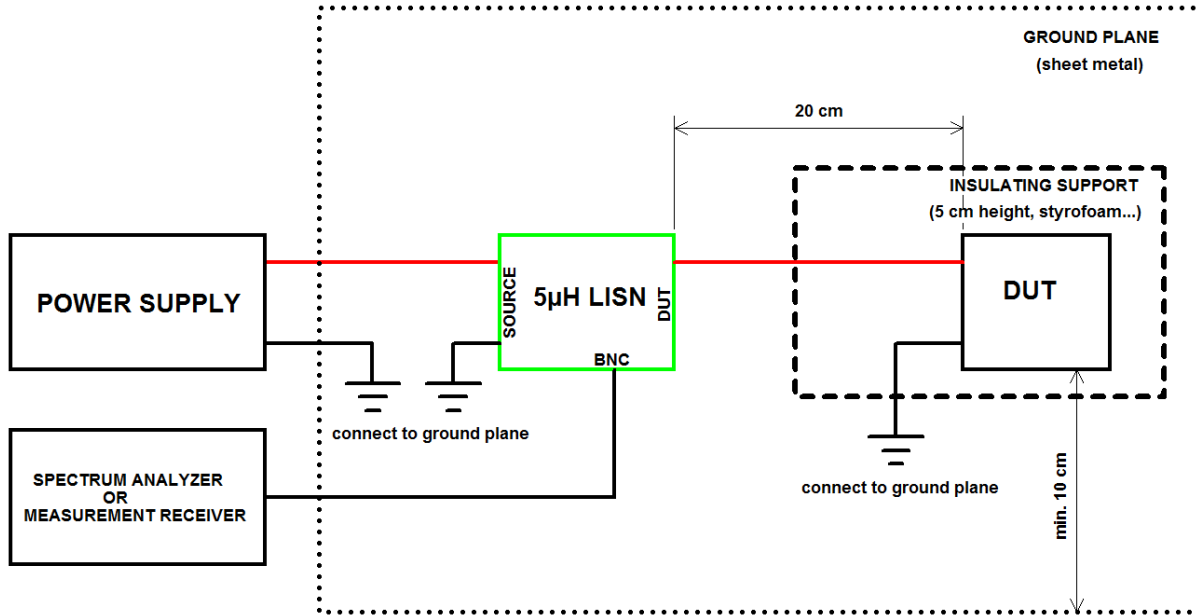 GROUND PLANE
(sheet metal)
20 cm
INSULATING SUPPORT
(5 cm height, styrofoam...)
POWER SUPPLY
SOURCE
5µH LISN
DUT
BNC
DUT
connect to ground plane
SPECTRUM ANALYZER
OR
MEASUREMENT RECEIVER
connect to ground plane
min. 10 cm